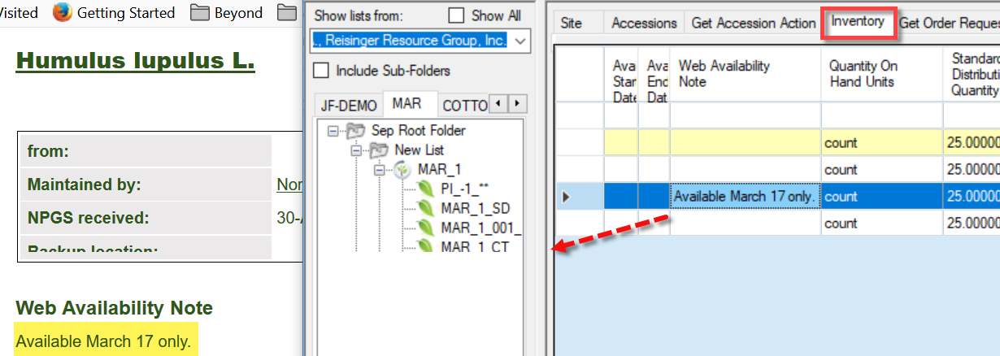 isited Getting Started Beyond
Humulus lupulus L.
from:
Maintained by: Nor
NPGS received: 30-
Backup location:
Web Availability Note
Available March 17 only.
Show lists from: Show All
., Reisinger Resource Group, Inc.
Include Sub-Folders
JF-DEMO MAR COTTO
Sep Root Folder
New List
MAR_1
PI_-1_**
MAR_1_SD
MAR_1_001_
MAR_1_CT
Site Accessions Get Accession Action Inventory Get Order Reques
Ava Star Date
Ava End Dat
Web Availability Note
Quantity On Hand Units
Standard Distributi Quantity
count 25.00000
count 25.00000
Available March 17 only. count 25.00000
count 25.00000